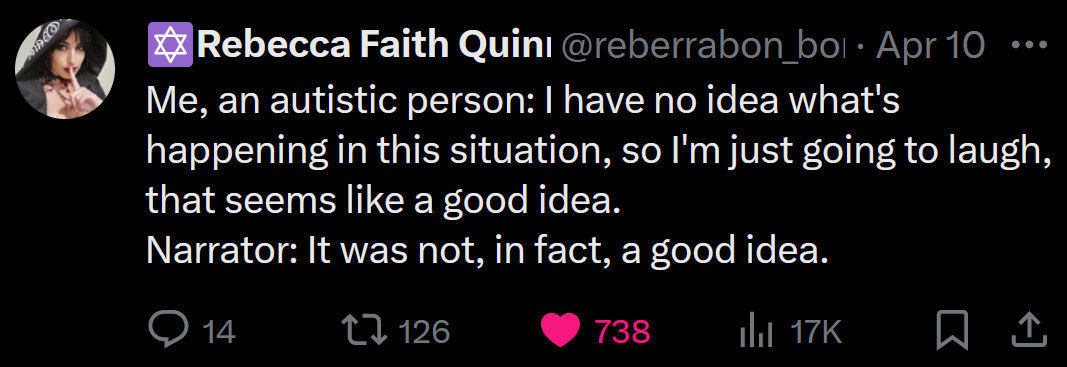 ✡Rebecca Faith Quin @reberrabon_bo · Apr 10
Me, an autistic person: I have no idea what's
happening in this situation, so I'm just going to laugh,
that seems like a good idea.
Narrator: It was not, in fact, a good idea.
14 126 738 17K